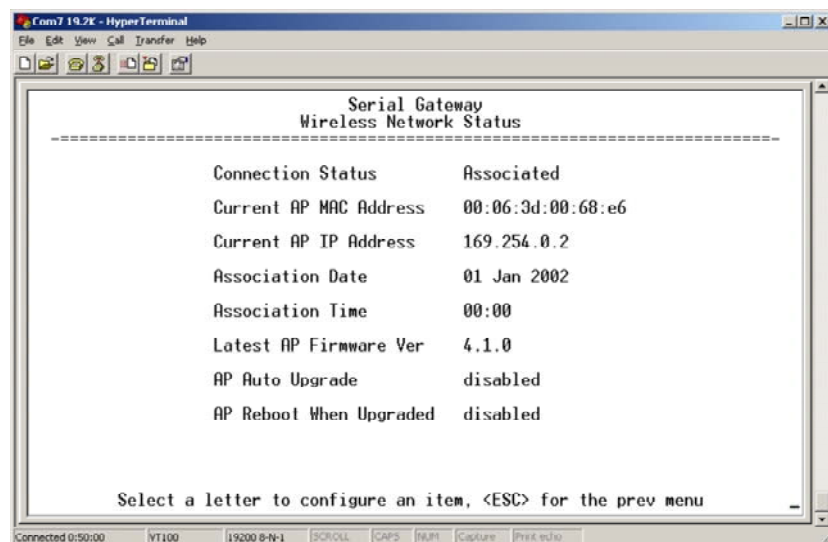 Com7 19.2K - HyperTerminal
File Edit View Call Transfer Help
Serial Gateway
Wireless Network Status
-==========================================================================-
Connection Status Associated
Current AP MAC Address 00:06:3d:00:68:e6
Current AP IP Address 169.254.0.2
Association Date 01 Jan 2002
Association Time 00:00
Latest AP Firmware Ver 4.1.0
AP Auto Upgrade disabled
AP Reboot When Upgraded disabled
Select a letter to configure an item, <ESC> for the prev menu _
Connected 0:50:00 VT100 19200 8-N-1 SCROLL CAPS NUM Capture Print echo